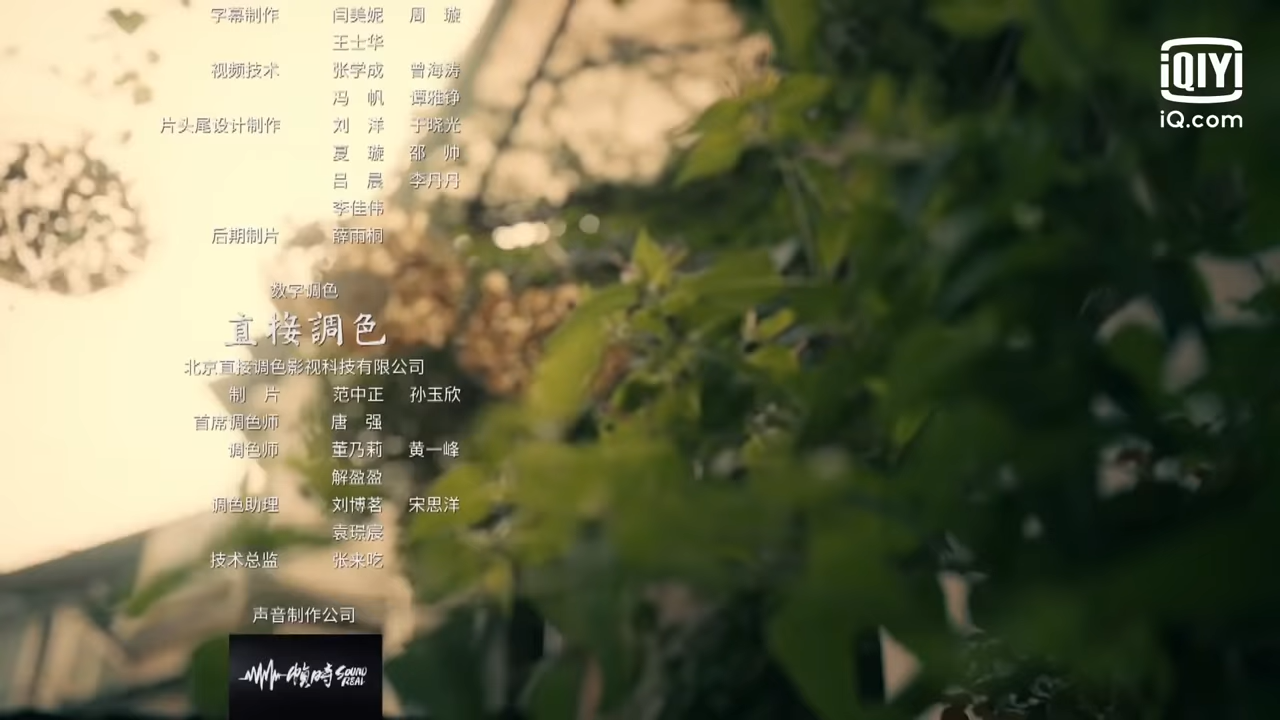 字幕制作 闫美妮 周 璇
王士华
视频技术 张学成 曾海涛
冯 帆 谭雅铮
片头尾设计制作 刘 洋 于晓光
夏 璇 邵 帅
吕 晨 李丹丹
李佳伟
后期制片 薛雨桐
数字调色
直接調色
北京直接调色影视科技有限公司
制 片 范中正 孙玉欣
首席调色师 唐 强
调色师 董乃莉 黄一峰
解盈盈
调色助理 刘博茗 宋思洋
袁璟宸
技术总监 张来吃
声音制作公司
SOUND
REAL
iQIYI
iQ.com